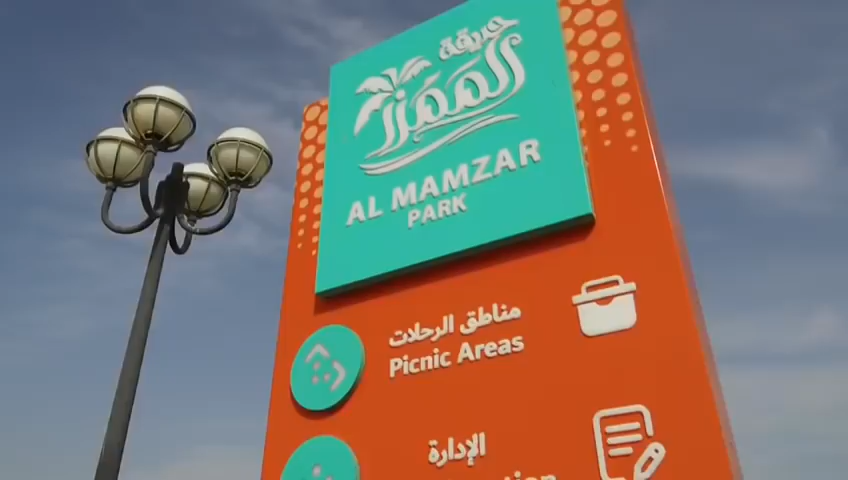 حديقة
الممزر
AL MAMZAR
PARK
مناطق الرحلات
Picnic Areas
الإدارة